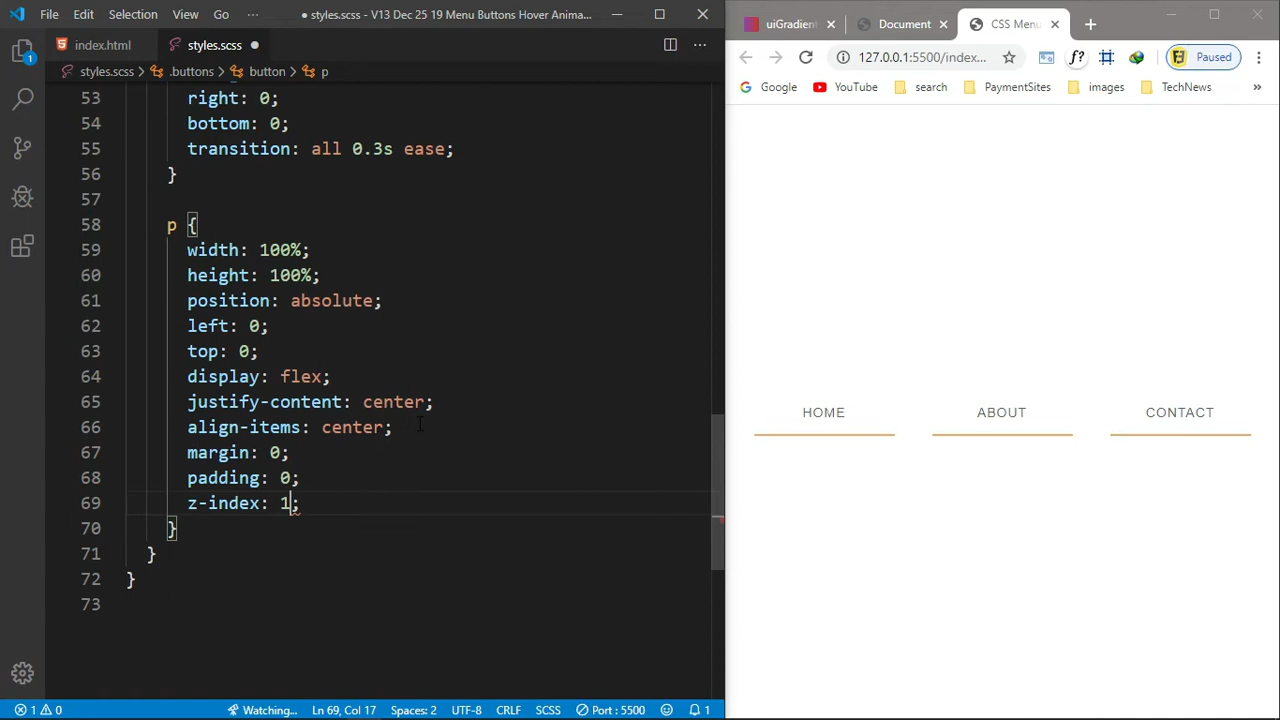 File Edit Selection View Go ··· ● styles.scss - V13 Dec 25 19 Menu Buttons Hover Anima...
index.html styles.scss ●
styles.scss > .buttons > button > p
53 right: 0;
54 bottom: 0;
55 transition: all 0.3s ease;
56 }
57
58 p {
59 width: 100%;
60 height: 100%;
61 position: absolute;
62 left: 0;
63 top: 0;
64 display: flex;
65 justify-content: center;
66 align-items: center;
67 margin: 0;
68 padding: 0;
69 z-index: 1;
70 }
71 }
72 }
73
1
1 0 Watching... Ln 69, Col 17 Spaces: 2 UTF-8 CRLF SCSS Port : 5500 1
uiGradient Document CSS Menu
127.0.0.1:5500/index... f? Paused
Google YouTube search PaymentSites images TechNews »
HOME ABOUT CONTACT